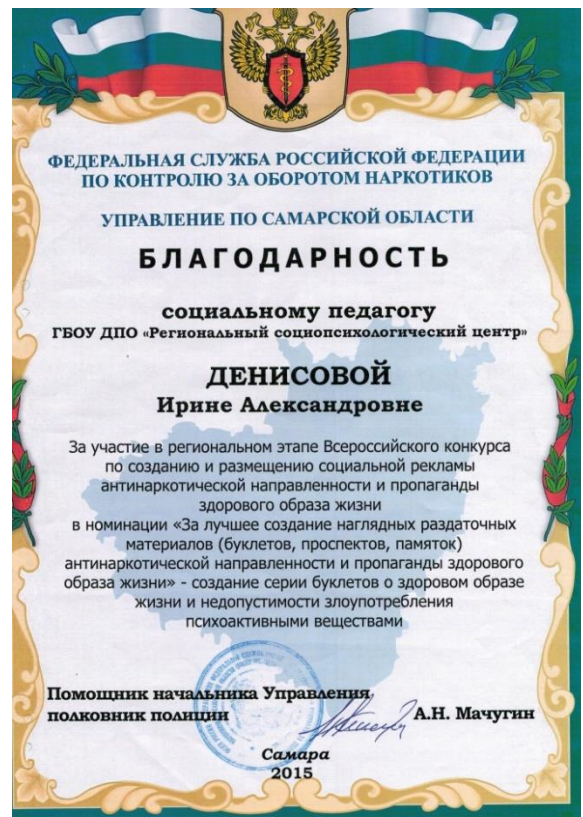 ФЕДЕРАЛЬНАЯ СЛУЖБА РОССИЙСКОЙ ФЕДЕРАЦИИ
ПО КОНТРОЛЮ ЗА ОБОРОТОМ НАРКОТИКОВ
УПРАВЛЕНИЕ ПО САМАРСКОЙ ОБЛАСТИ
БЛАГОДАРНОСТЬ
социальному педагогу
ГБОУ ДПО «Региональный социопсихологический центр»
ДЕНИСОВОЙ
Ирине Александровне
За участие в региональном этапе Всероссийского конкурса
по созданию и размещению социальной рекламы
антинаркотической направленности и пропаганды
здорового образа жизни
в номинации «За лучшее создание наглядных раздаточных
материалов (буклетов, проспектов, памяток)
антинаркотической направленности и пропаганды здорового
образа жизни» - создание серии буклетов о здоровом образе
жизни и недопустимости злоупотребления
психоактивными веществами
Помощник начальника Управления
полковник полиции А.Н. Мачугин
Самара
2015